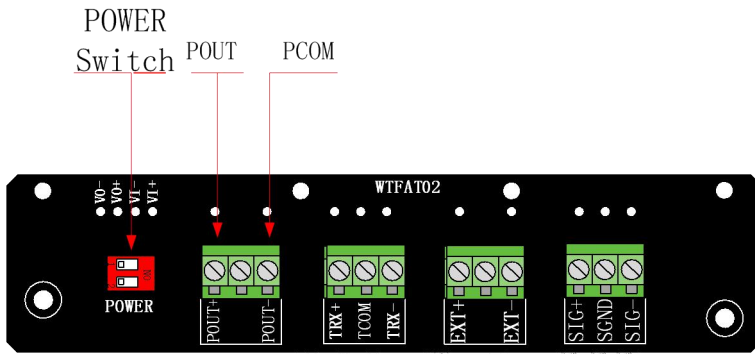 POWER
Switch
POUT
PCOM
WTFAT02
VO-
VO+
VI-
VI+
ON
POWER
POUT+
POUT-
TRX+
TCOM
TRX-
EXT+
EXT-
SIG+
SGND
SIG-